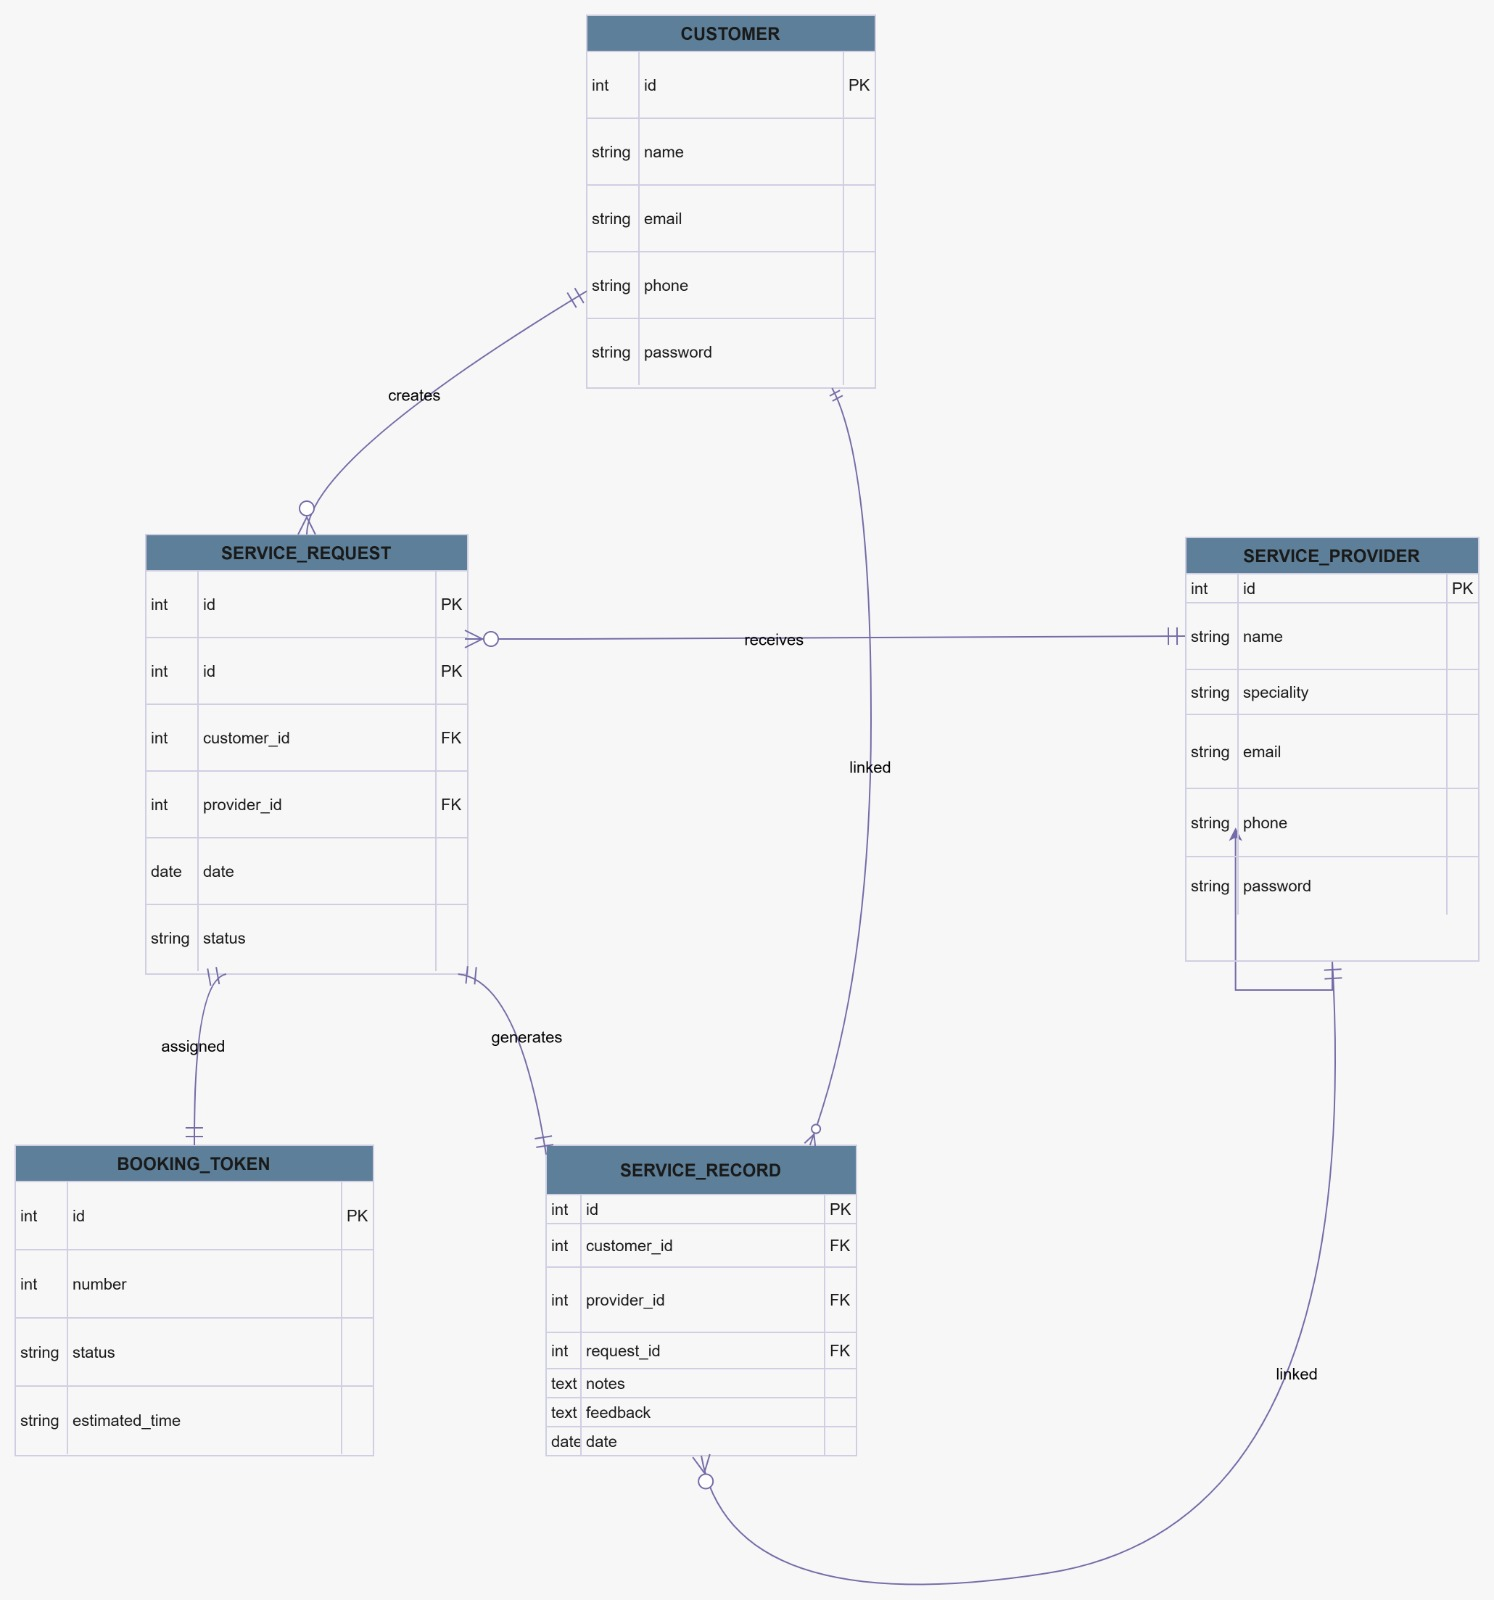 CUSTOMER
int id PK
string name
string email
string phone
string password
creates
SERVICE_REQUEST
int id PK
int id PK
int customer_id FK
int provider_id FK
date date
string status
receives
SERVICE_PROVIDER
int id PK
string name
string speciality
string email
string phone
string password
linked
assigned
generates
BOOKING_TOKEN
int id PK
int number
string status
string estimated_time
SERVICE_RECORD
int id PK
int customer_id FK
int provider_id FK
int request_id FK
text notes
text feedback
date date
linked